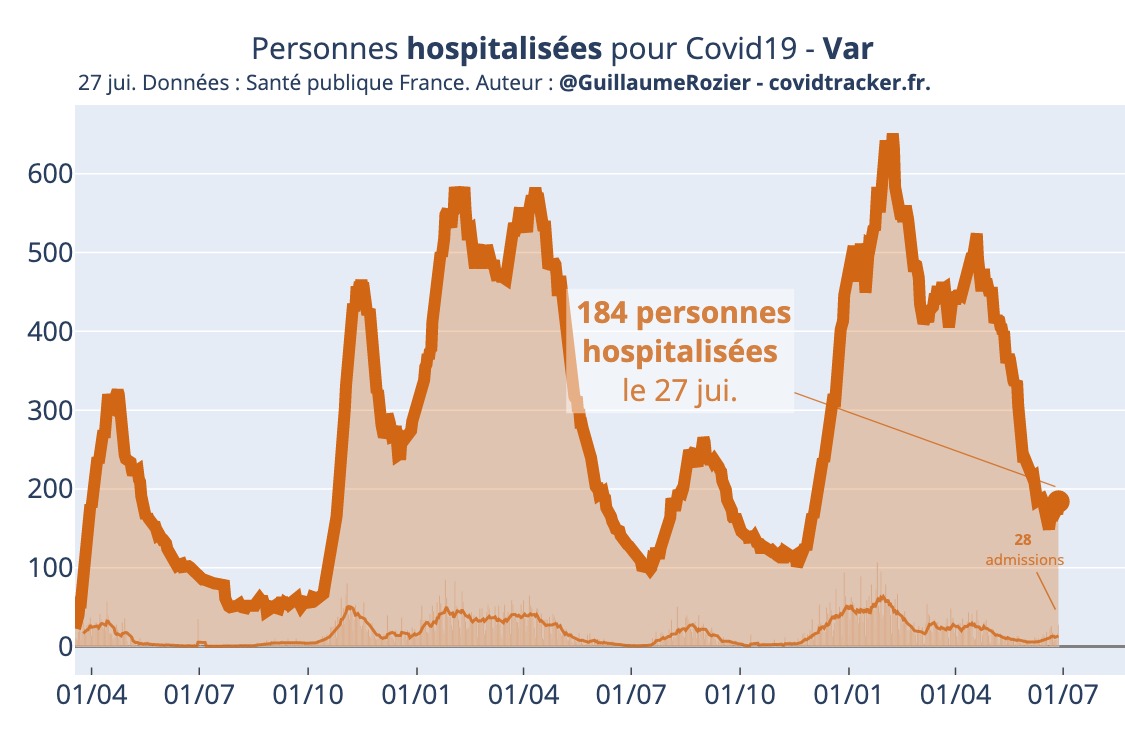 Personnes hospitalisées pour Covid19 - Var
27 jui. Données : Santé publique France. Auteur : @GuillaumeRozier - covidtracker.fr.
600
500
400
300
200
100
0
184 personnes
hospitalisées
le 27 jui.
28
admissions
01/04 01/07 01/10 01/01 01/04 01/07 01/10 01/01 01/04 01/07